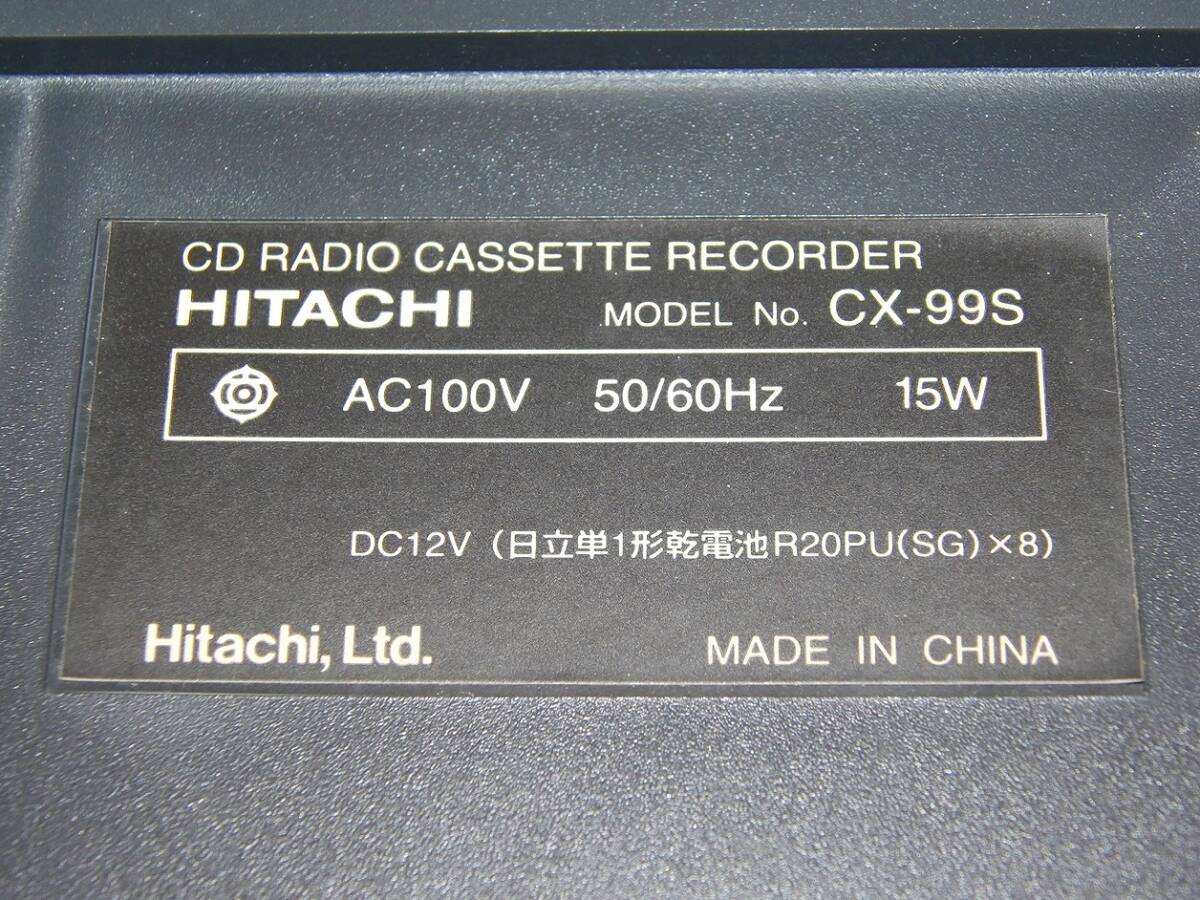 CD RADIO CASSETTE RECORDER
HITACHI MODEL No. CX-99S
AC100V 50/60Hz 15W
DC12V (日立単1形乾電池R20PU(SG)×8)
Hitachi, Ltd. MADE IN CHINA